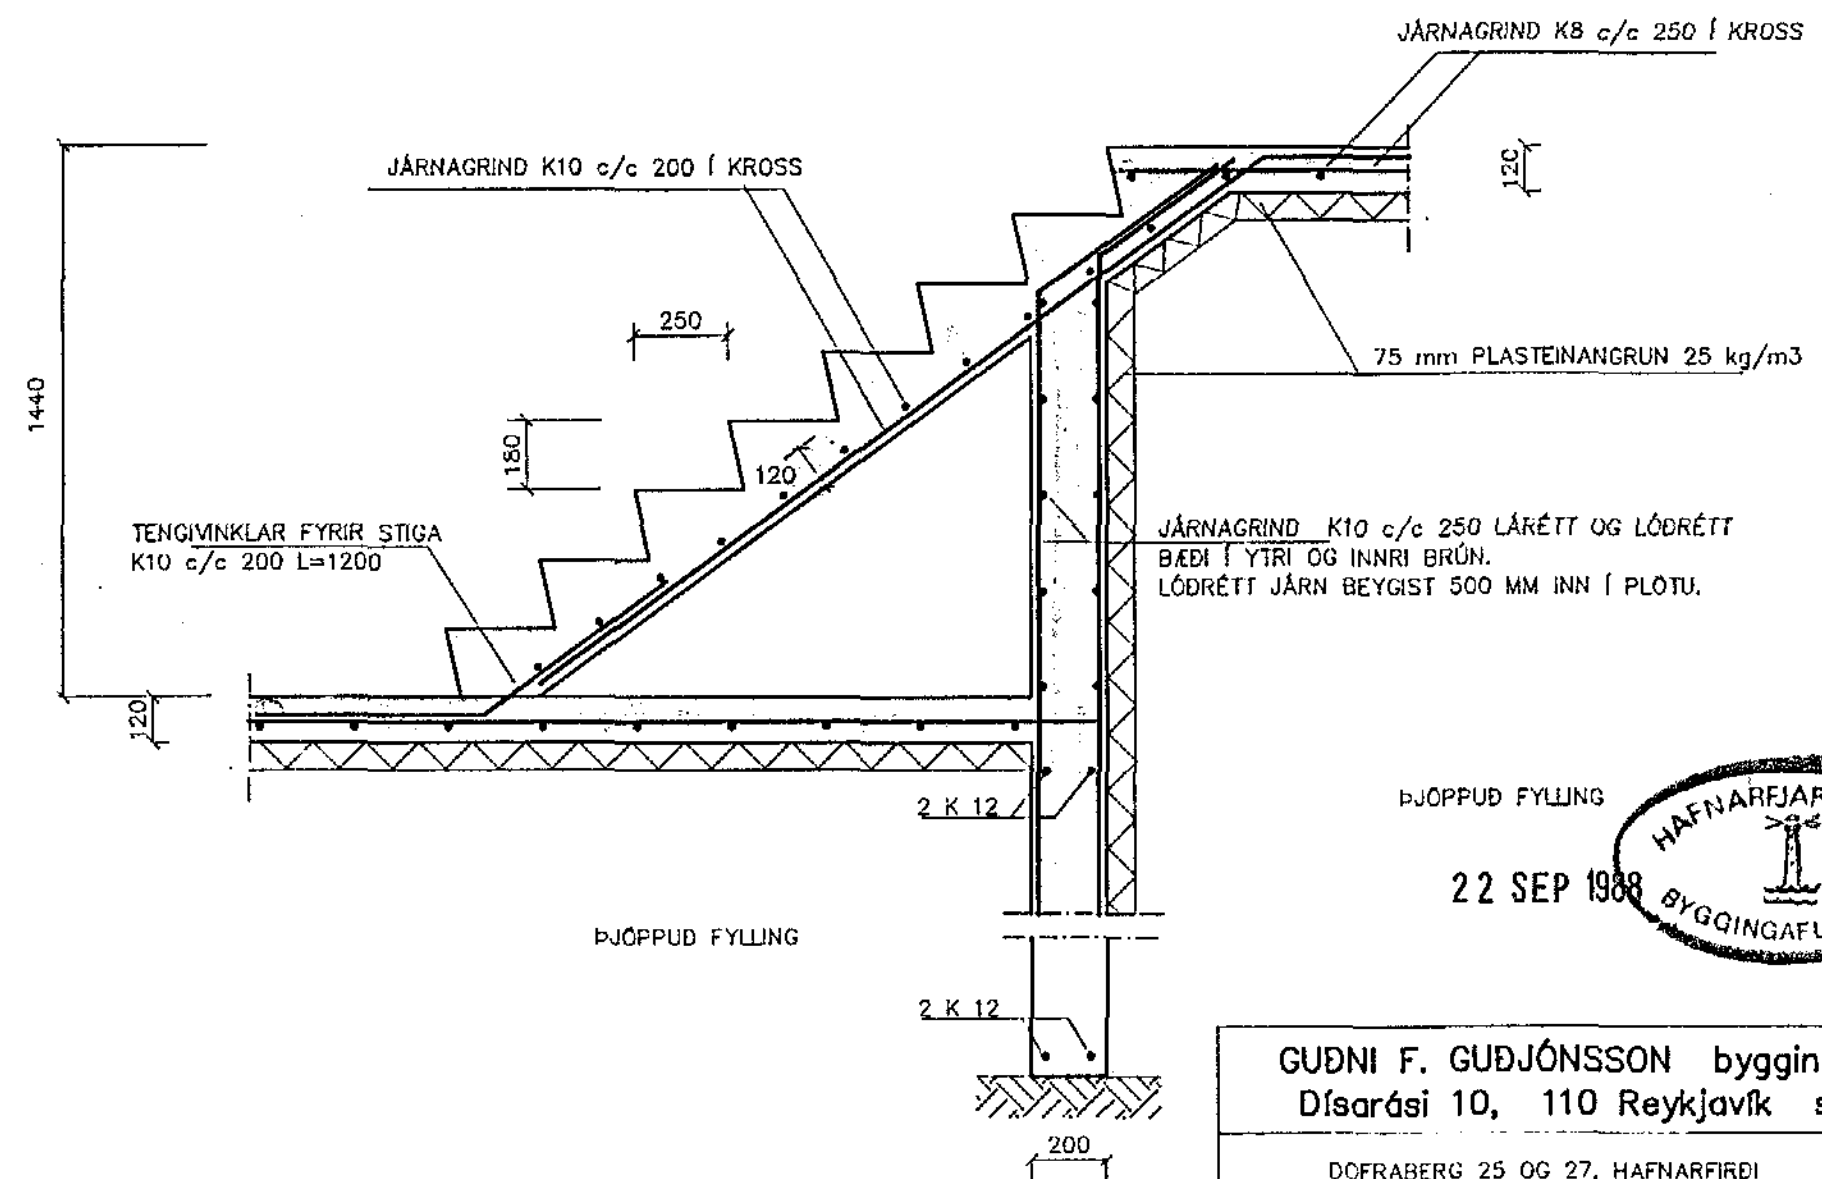 JÁRNAGRIND K8 c/c 250 Í KROSS
JÁRNAGRIND K10 c/c 200 Í KROSS
120
250
1440
75 mm PLASTEINANGRUN 25 kg/m3
180
120
TENGIVINKLAR FYRIR STIGA
K10 c/c 200 L=1200
JÁRNAGRIND K10 c/c 250 LÁRÉTT OG LÓÐRÉTT
BÆÐI Í YTRI OG INNRI BRÚN.
LÓÐRÉTT JÁRN BEYGIST 500 MM INN Í PLÖTU.
120
2 K 12
ÞJÖPPUÐ FYLLING
HAFNARFJAR
22 SEP 1988
BYGGINGAFU
ÞJÖPPUÐ FYLLING
2 K 12
GUÐNI F. GUÐJÓNSSON byggin
Dísarási 10, 110 Reykjavík s
200
DOFRABERG 25 OG 27, HAFNARFIRÐI